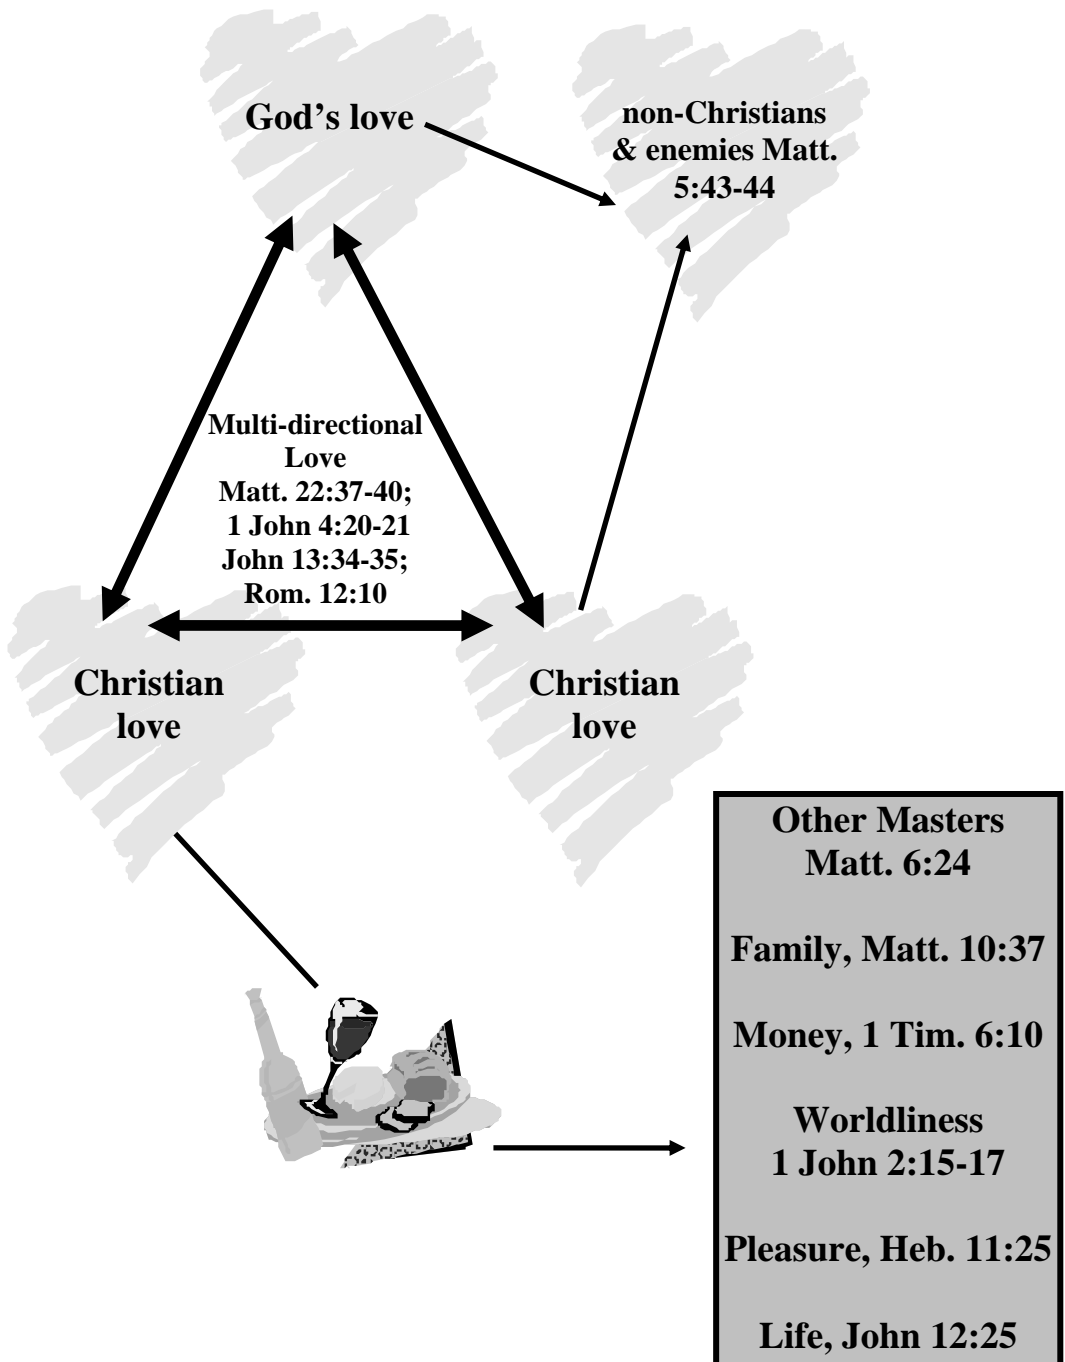 God’s love
non-Christians
& enemies Matt.
5:43-44
Multi-directional
Love
Matt. 22:37-40;
1 John 4:20-21
John 13:34-35;
Rom. 12:10
Christian
love
Christian
love
Other Masters
Matt. 6:24
Family, Matt. 10:37
Money, 1 Tim. 6:10
Worldliness
1 John 2:15-17
Pleasure, Heb. 11:25
Life, John 12:25